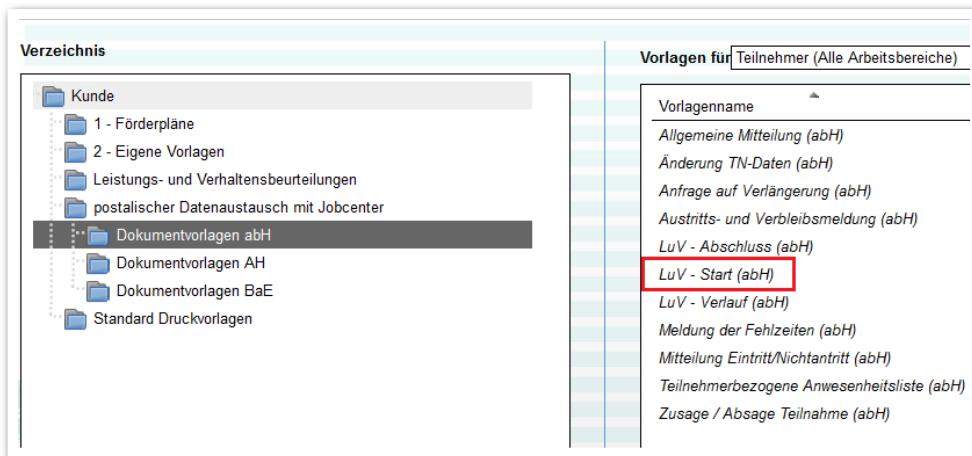 Verzeichnis
Kunde
1 - Förderpläne
2 - Eigene Vorlagen
Leistungs- und Verhaltensbeurteilungen
postalischer Datenaustausch mit Jobcenter
Dokumentvorlagen abH
Dokumentvorlagen AH
Dokumentvorlagen BaE
Standard Druckvorlagen
Vorlagen für Teilnehmer (Alle Arbeitsbereiche)
Vorlagenname
Allgemeine Mitteilung (abH)
Änderung TN-Daten (abH)
Anfrage auf Verlängerung (abH)
Austritts- und Verbleibsmeldung (abH)
LuV - Abschluss (abH)
LuV - Start (abH)
LuV - Verlauf (abH)
Meldung der Fehlzeiten (abH)
Mitteilung Eintritt/Nichtantritt (abH)
Teilnehmerbezogene Anwesenheitsliste (abH)
Zusage / Absage Teilnahme (abH)